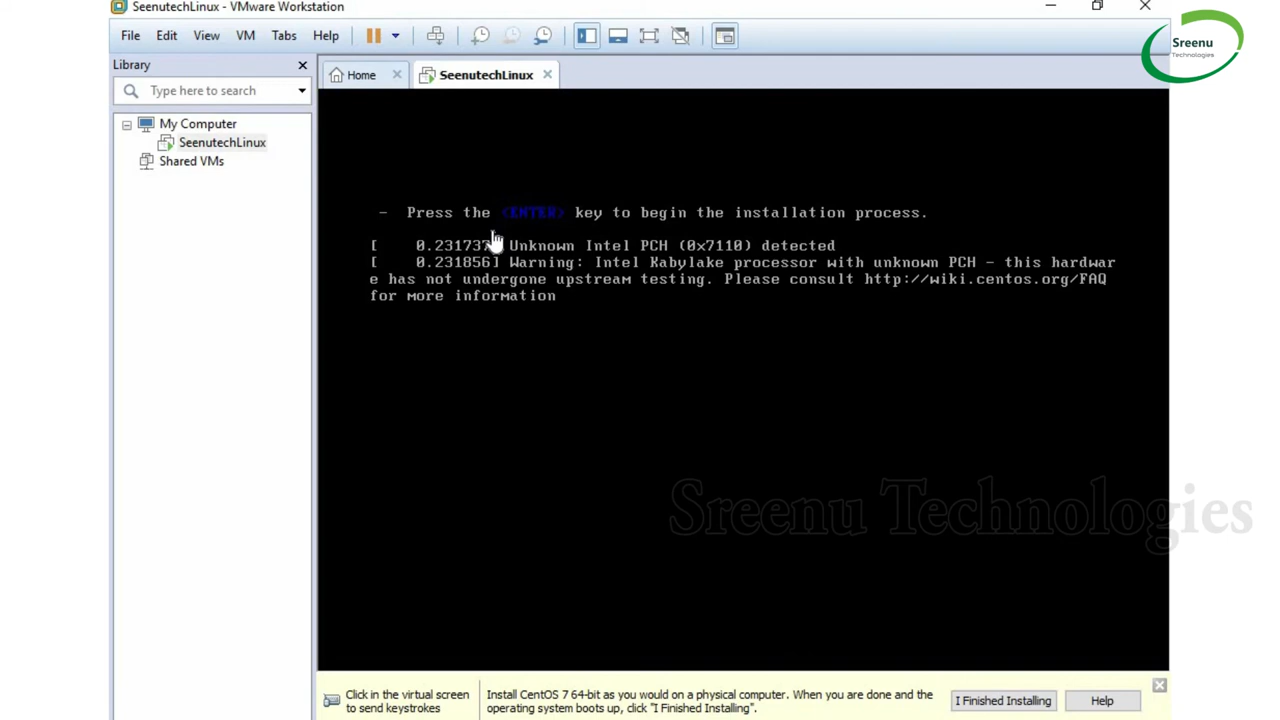 SeenutechLinux - VMware Workstation
Sreenu
Technologies
File Edit View VM Tabs Help
Library
Home
SeenutechLinux
Type here to search
My Computer
SeenutechLinux
Shared VMs
- Press the <ENTER> key to begin the installation process.
[    0.231737] Unknown Intel PCH (0x7110) detected
[    0.231856] Warning: Intel Kabylake processor with unknown PCH - this hardwar
e has not undergone upstream testing. Please consult http://wiki.centos.org/FAQ
for more information
Sreenu Technologies
Click in the virtual screen
to send keystrokes
Install CentOS 7 64-bit as you would on a physical computer. When you are done and the
operating system boots up, click "I Finished Installing".
I Finished Installing
Help